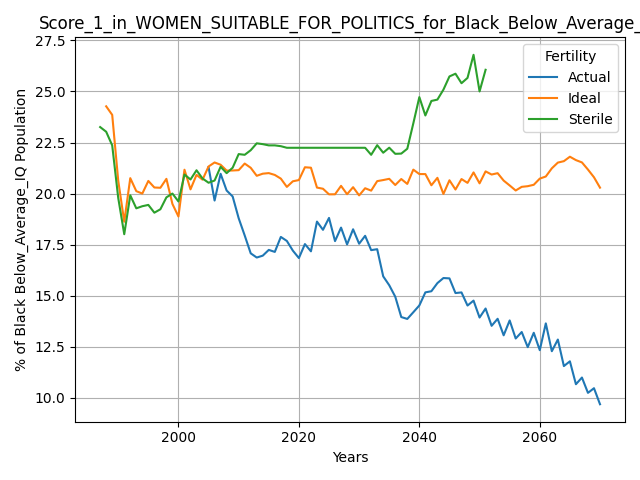 Score_1_in_WOMEN_SUITABLE_FOR_POLITICS_for_Black_Below_Average_
27.5
25.0
22.5
20.0
17.5
15.0
12.5
10.0
% of Black Below_Average_IQ Population
Fertility
Actual
Ideal
Sterile
2000
2020
2040
2060
Years